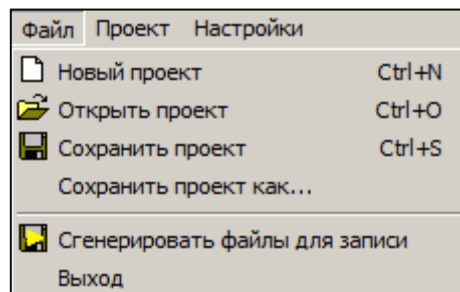 Файл Проект Настройки
Новый проект Ctrl+N
Открыть проект Ctrl+O
Сохранить проект Ctrl+S
Сохранить проект как...
Сгенерировать файлы для записи
Выход